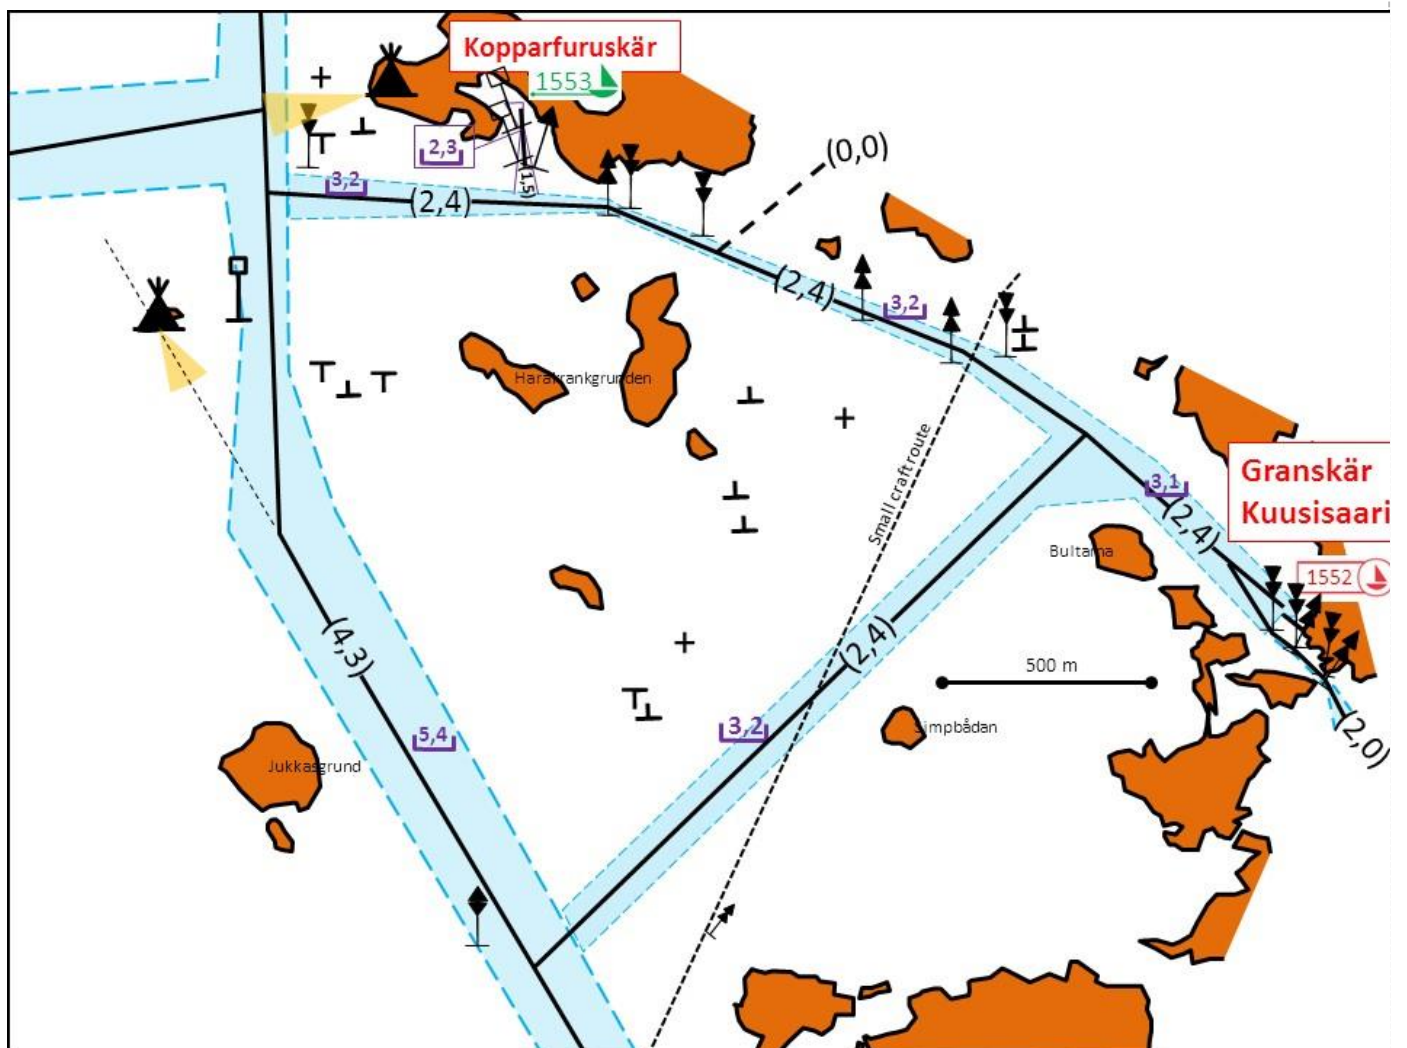 Kopparfuruskär
1553
2,3
(1,5)
3,2
(2,4)
(0,0)
(2,4)
3,2
Harakrankgrunden
Small craft route
3,1
(2,4)
Granskär
Kuusisaari
Bultarna
1552
(4,3)
(2,4)
500 m
5,4
3,2
Simpbådan
(2,0)
Jukkasgrund